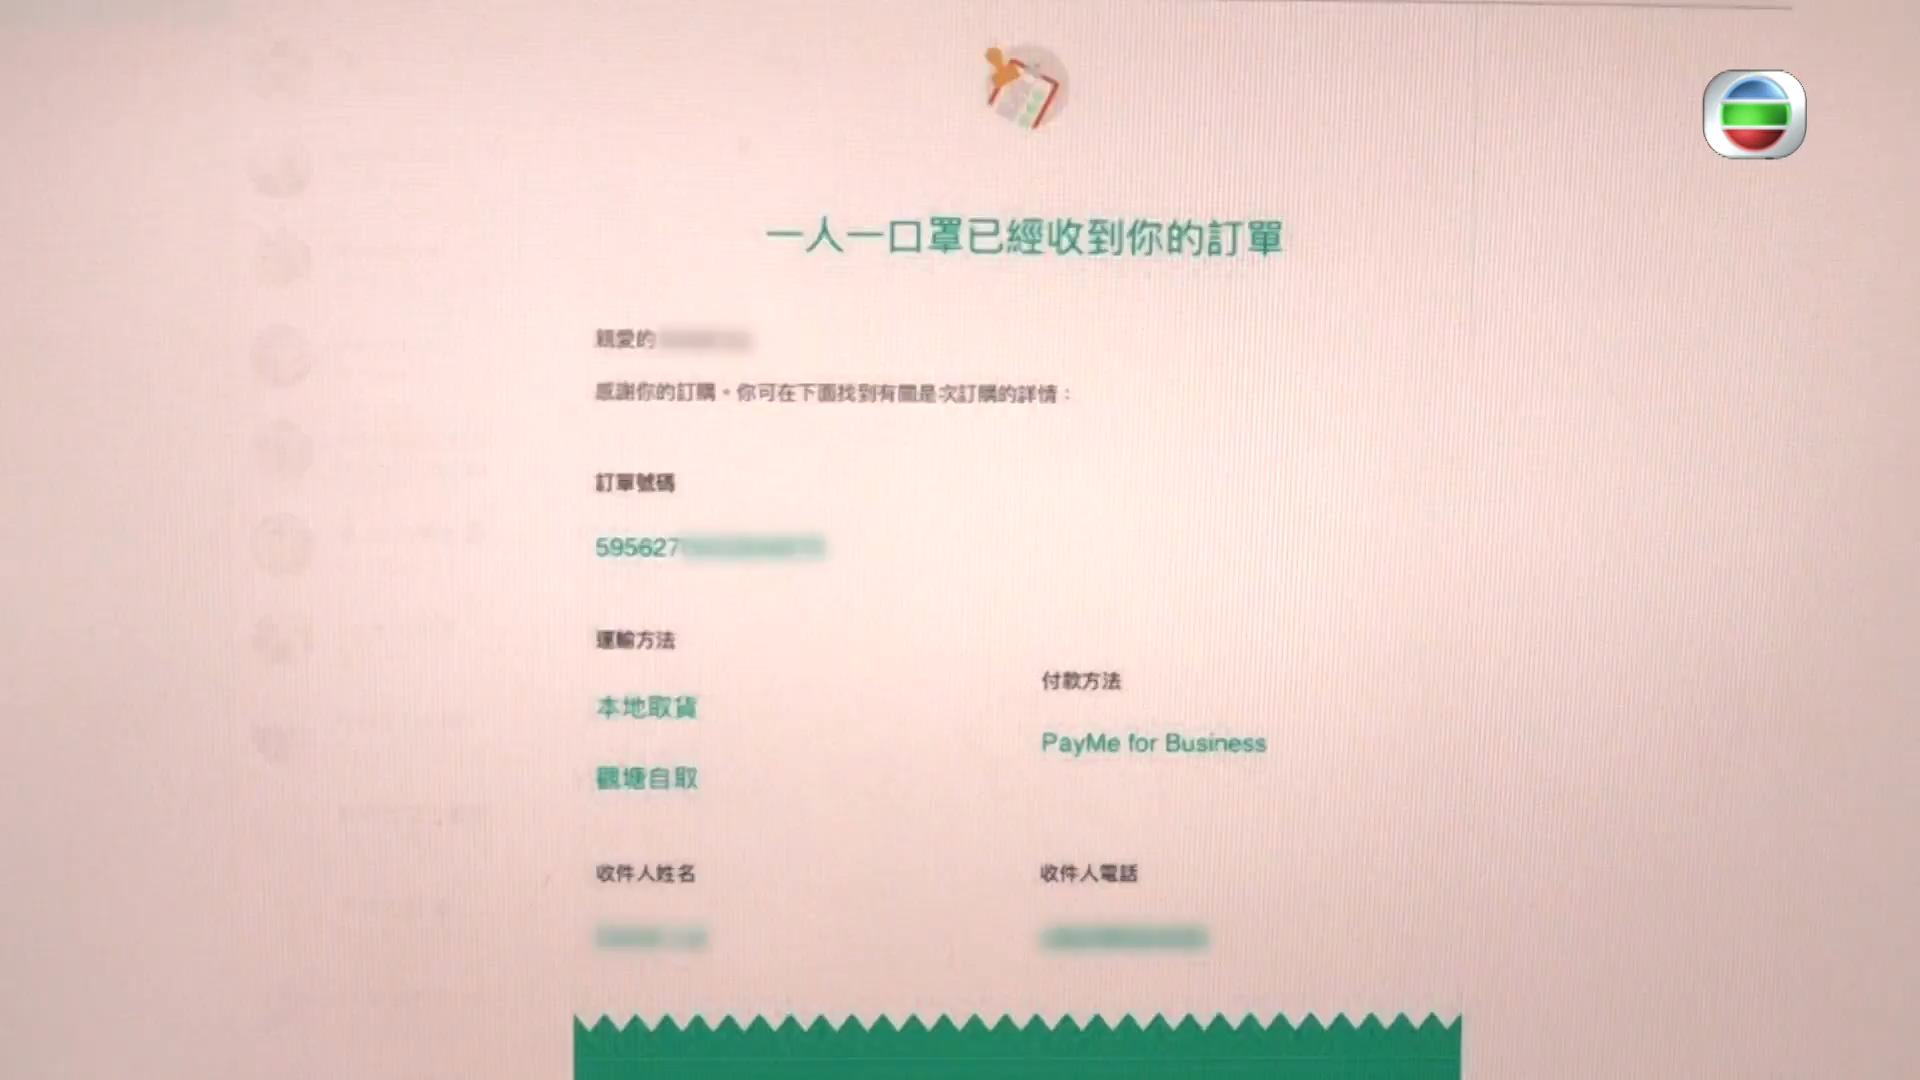 一人一口罩已經收到你的訂單
親愛的
感謝你的訂購。你可在下面找到有關是次訂購的詳情：
訂單號碼
595627
運輸方法
本地取貨
觀塘自取
付款方法
PayMe for Business
收件人姓名
收件人電話